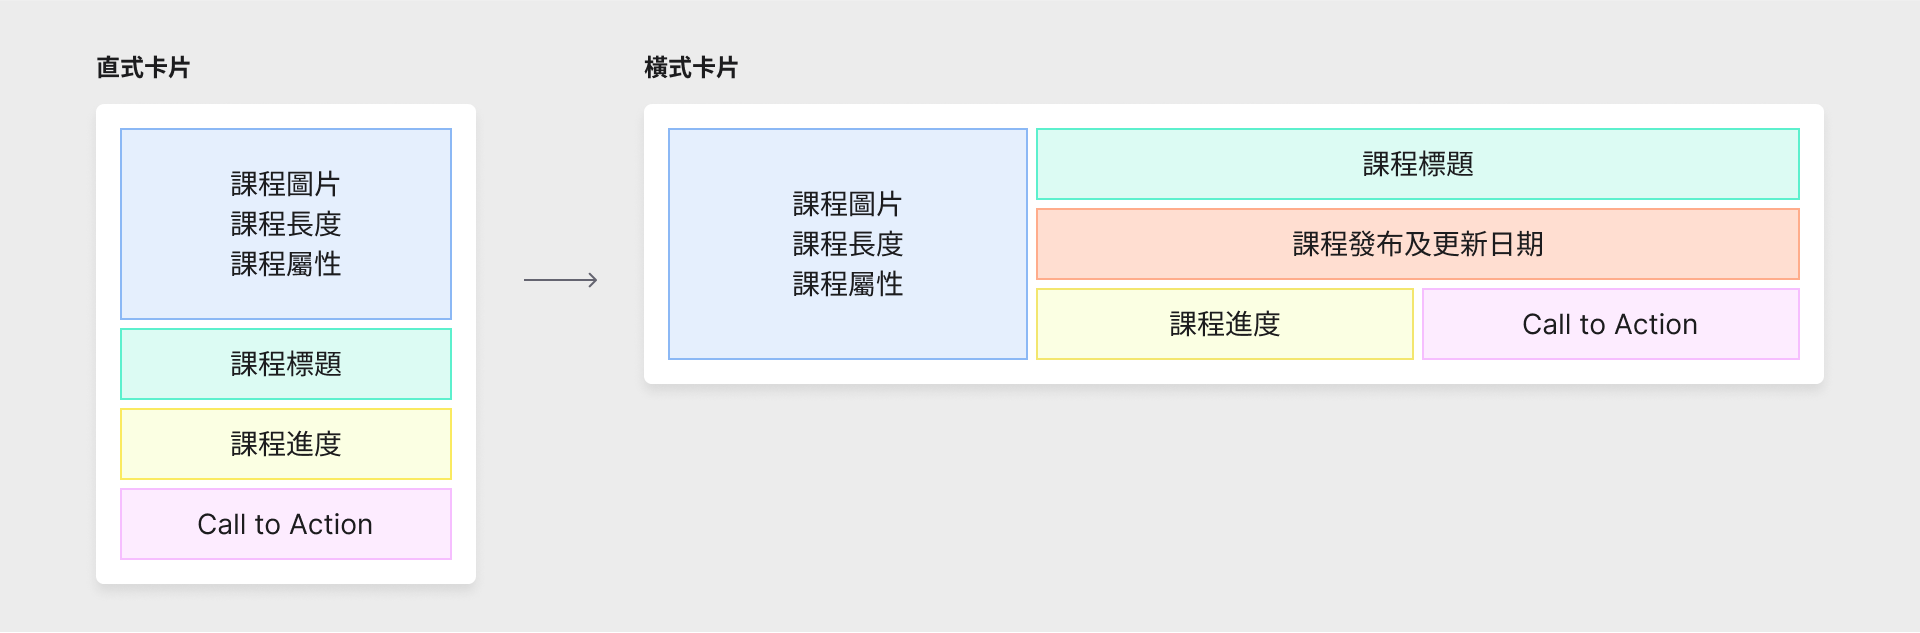 直式卡片
課程圖片
課程長度
課程屬性
課程標題
課程進度
Call to Action
橫式卡片
課程圖片
課程長度
課程屬性
課程標題
課程發布及更新日期
課程進度
Call to Action